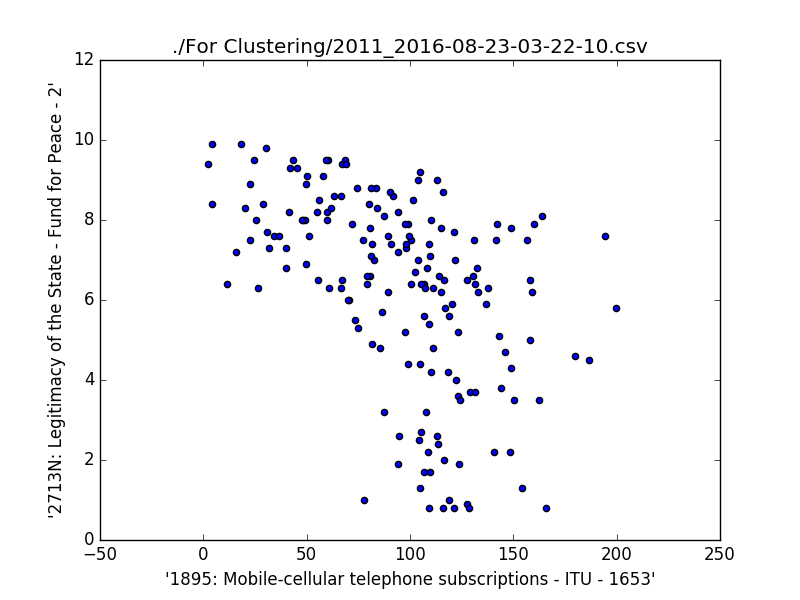 ./For Clustering/2011_2016-08-23-03-22-10.csv
12
10
8
6
4
2
0
'2713N: Legitimacy of the State - Fund for Peace - 2'
−50 0 50 100 150 200 250
'1895: Mobile-cellular telephone subscriptions - ITU - 1653'